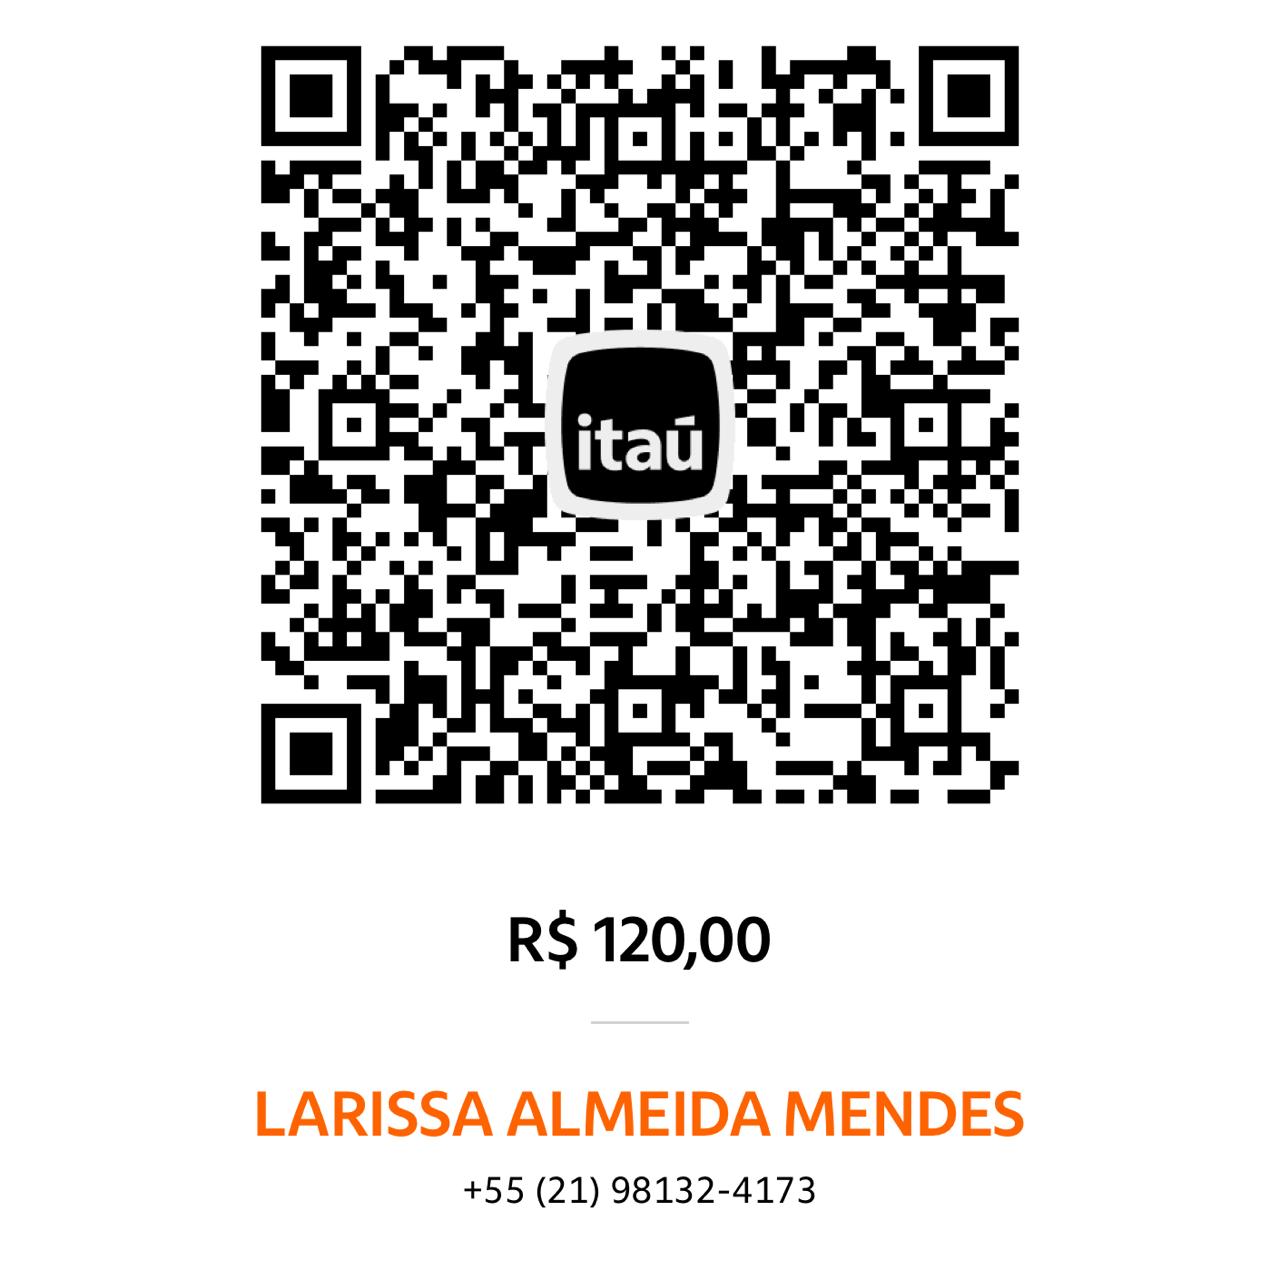 itaú
R$ 120,00
LARISSA ALMEIDA MENDES
+55 (21) 98132-4173